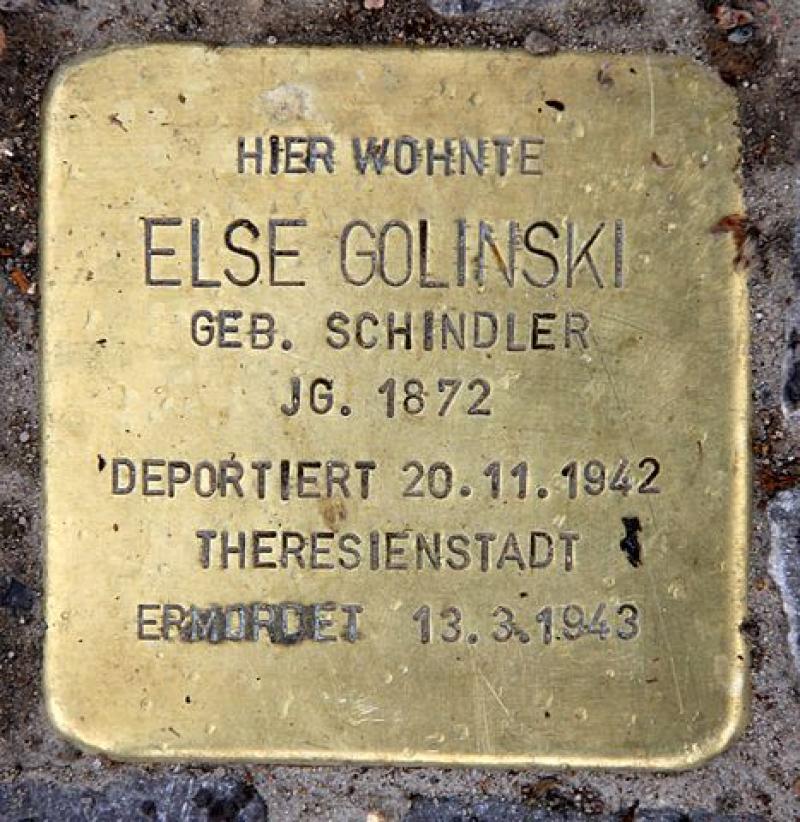 HIER WOHNTE
ELSE GOLINSKI
GEB. SCHINDLER
JG. 1872
DEPORTIERT 20.11.1942
THERESIENSTADT
ERMORDET 13.3.1943